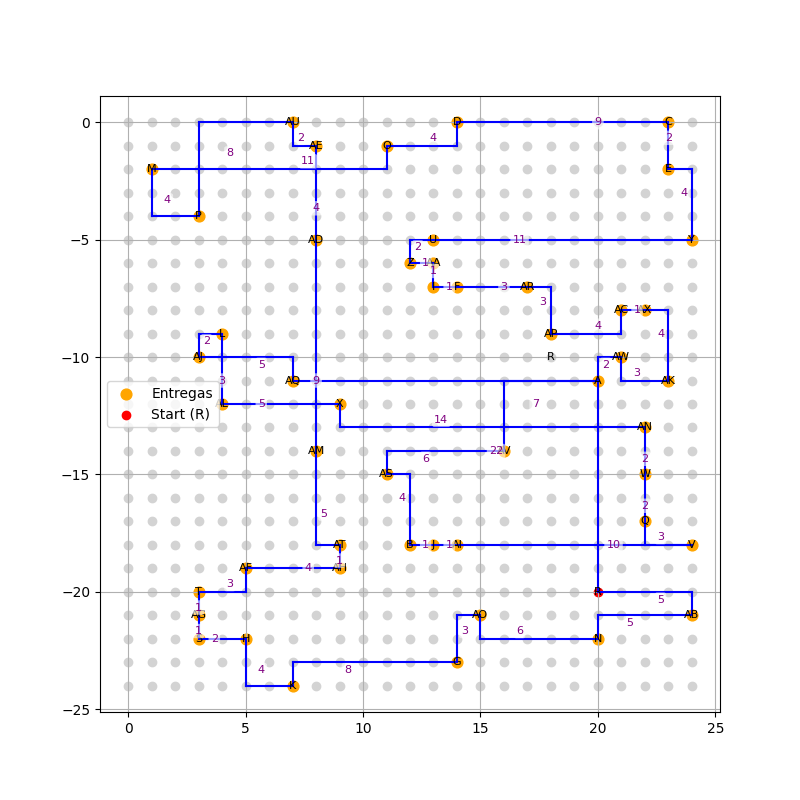 0
AU
D
9
C
2
AE
O
4
2
8
11
M
E
4
4
P
4
AD
2
U
11
Y
Z
1
A
1
1
F
3
AR
3
AG
1
X
L
2
AP
4
4
AI
5
R
2
AW
3
9
A
3
AK
5
7
14
AN
AM
6
V
2
AS
W
5
4
2
Q
AT
B
1
J
1
10
3
V
1
AF
4
AH
3
T
5
1
AG
AO
5
AB
1
3
6
2
H
N
4
8
G
K
−5
−10
−15
−20
−25
0
5
10
15
20
25
Entregas
Start (R)